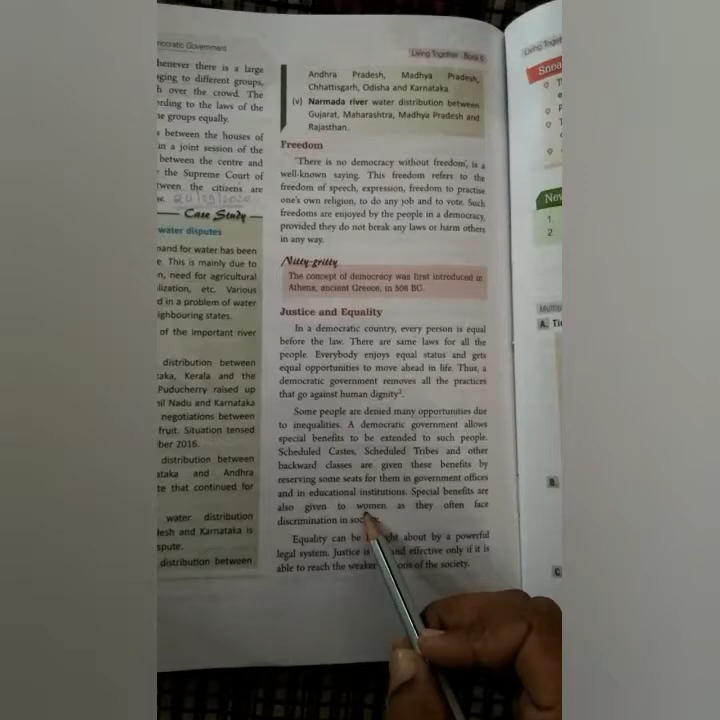 mocratic Government
henever there is a large
ging to different groups,
h over the crowd. The
rding to the laws of the
e groups equally.
s between the houses of
in a joint session of the
between the centre and
the Supreme Court of
tween the citizens are
Case Study
water disputes
nand for water has been
e. This is mainly due to
n, need for agricultural
lization, etc. Various
d in a problem of water
ighbouring states.
of the important river
distribution between
taka, Kerala and the
Puducherry raised up
il Nadu and Karnataka
negotiations between
fruit. Situation tensed
ber 2016.
distribution between
ataka and Andhra
te that continued for
water distribution
esh and Karnataka is
spute.
distribution between
Living Together - Book 6
Andhra Pradesh, Madhya Pradesh,
Chhattisgarh, Odisha and Karnataka.
(v) Narmada river water distribution between
Gujarat, Maharashtra, Madhya Pradesh and
Rajasthan.
Freedom
'There is no democracy without freedom', is a
well-known saying. This freedom refers to the
freedom of speech, expression, freedom to practise
one's own religion, to do any job and to vote. Such
freedoms are enjoyed by the people in a democracy,
provided they do not break any laws or harm others
in any way.
Nitty-gritty
The concept of democracy was first introduced in
Athens, ancient Greece, in 508 BC.
Justice and Equality
In a democratic country, every person is equal
before the law. There are same laws for all the
people. Everybody enjoys equal status and gets
equal opportunities to move ahead in life. Thus, a
democratic government removes all the practices
that go against human dignity².
Some people are denied many opportunities due
to inequalities. A democratic government allows
special benefits to be extended to such people.
Scheduled Castes, Scheduled Tribes and other
backward classes are given these benefits by
reserving some seats for them in government offices
and in educational institutions. Special benefits are
also given to women as they often face
discrimination in
Equality can be ght about by a powerful
legal system. Justice is and effective only if it is
able to reach the weaker ons of the society.
Living Toget
Snea
New
1.
2.
Multip
A. Tic
B.
C